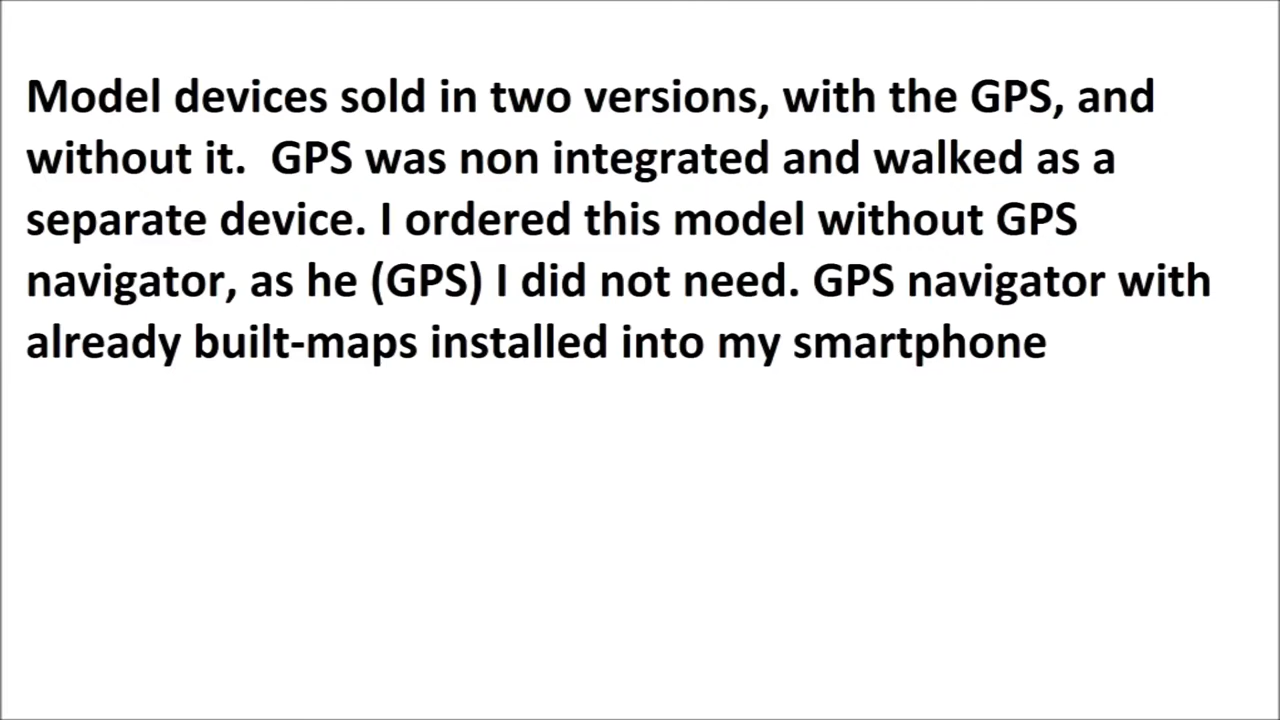 Model devices sold in two versions, with the GPS, and
without it.  GPS was non integrated and walked as a
separate device. I ordered this model without GPS
navigator, as he (GPS) I did not need. GPS navigator with
already built-maps installed into my smartphone